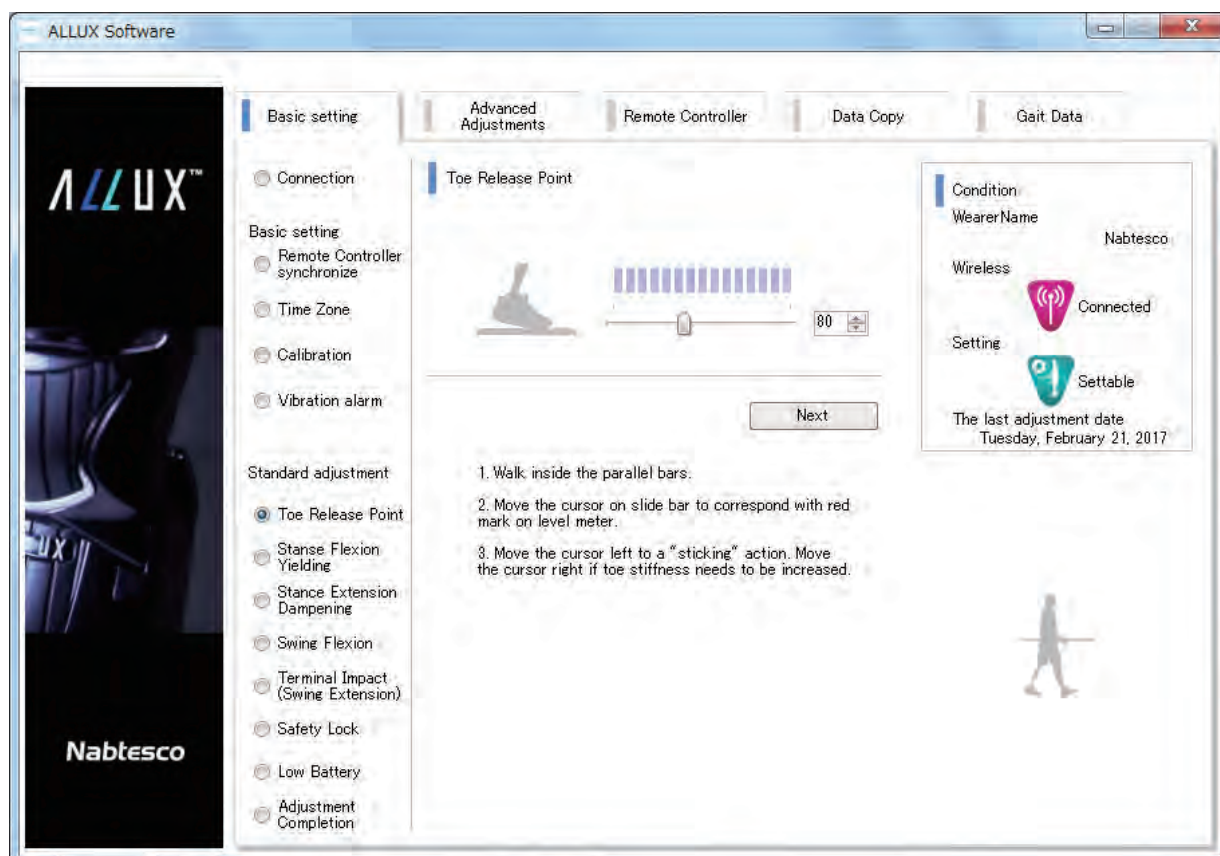 ALLUX Software
ALLUX™
UX
Nabtesco
Basic setting
Advanced
Adjustments
Remote Controller
Data Copy
Gait Data
Connection
Basic setting
Remote Controller
synchronize
Time Zone
Calibration
Vibration alarm
Standard adjustment
Toe Release Point
Stanse Flexion
Yielding
Stance Extension
Dampening
Swing Flexion
Terminal Impact
(Swing Extension)
Safety Lock
Low Battery
Adjustment
Completion
Toe Release Point
80
Next
1. Walk inside the parallel bars.
2. Move the cursor on slide bar to correspond with red
mark on level meter.
3. Move the cursor left to a "sticking" action. Move
the cursor right if toe stiffness needs to be increased.
Condition
WearerName
Nabtesco
Wireless
Connected
Setting
Settable
The last adjustment date
Tuesday, February 21, 2017